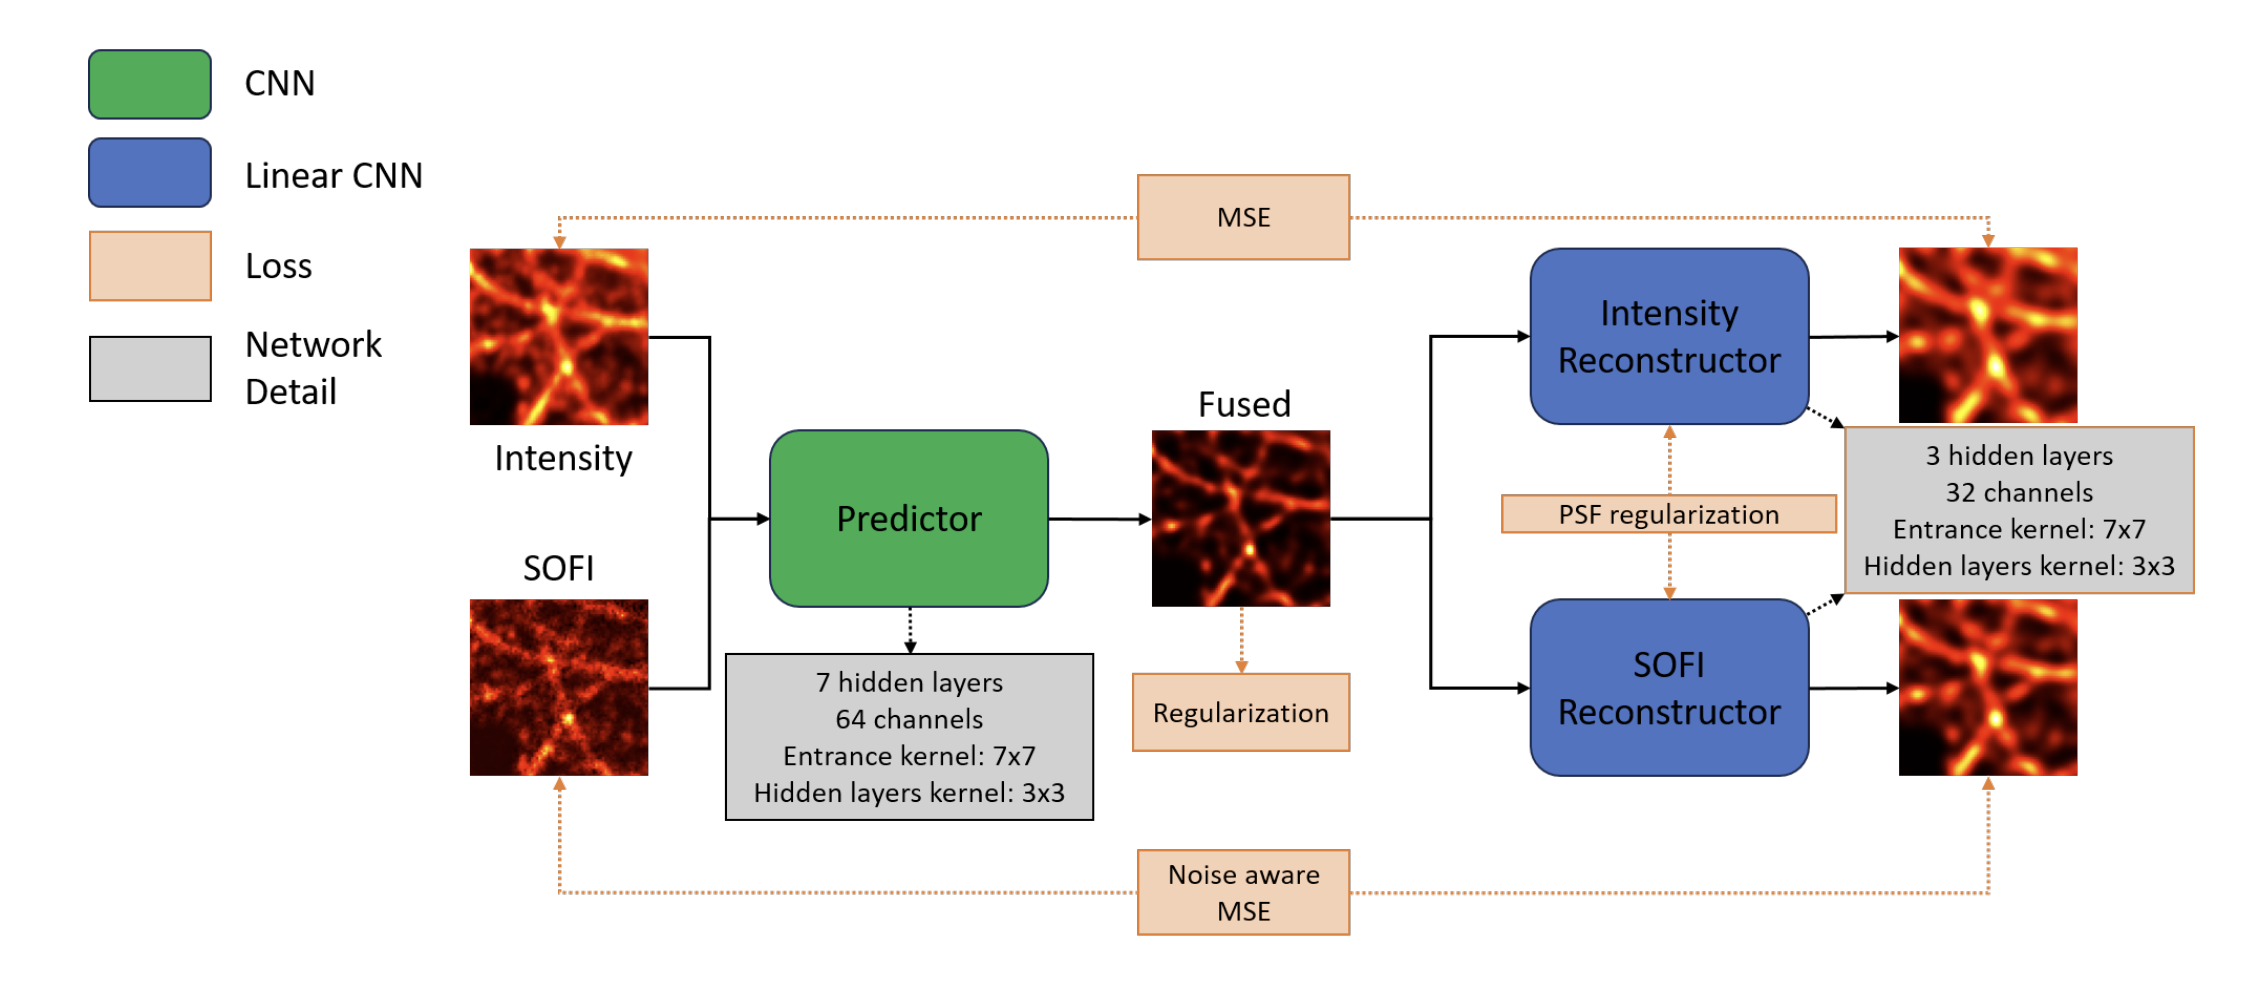 CNN
Linear CNN
Loss
Network
Detail
MSE
Intensity
SOFI
Predictor
7 hidden layers
64 channels
Entrance kernel: 7x7
Hidden layers kernel: 3x3
Fused
Regularization
Intensity
Reconstructor
PSF regularization
SOFI
Reconstructor
3 hidden layers
32 channels
Entrance kernel: 7x7
Hidden layers kernel: 3x3
Noise aware
MSE